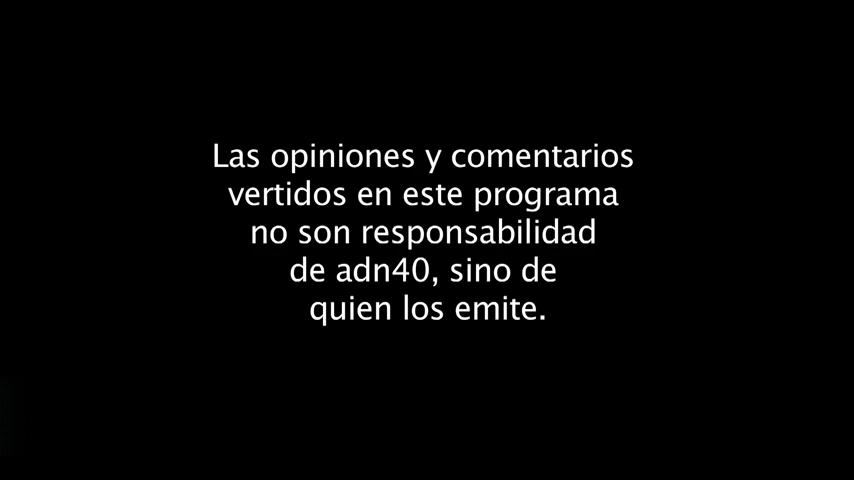 Las opiniones y comentarios
vertidos en este programa
no son responsabilidad
de adn40, sino de
quien los emite.